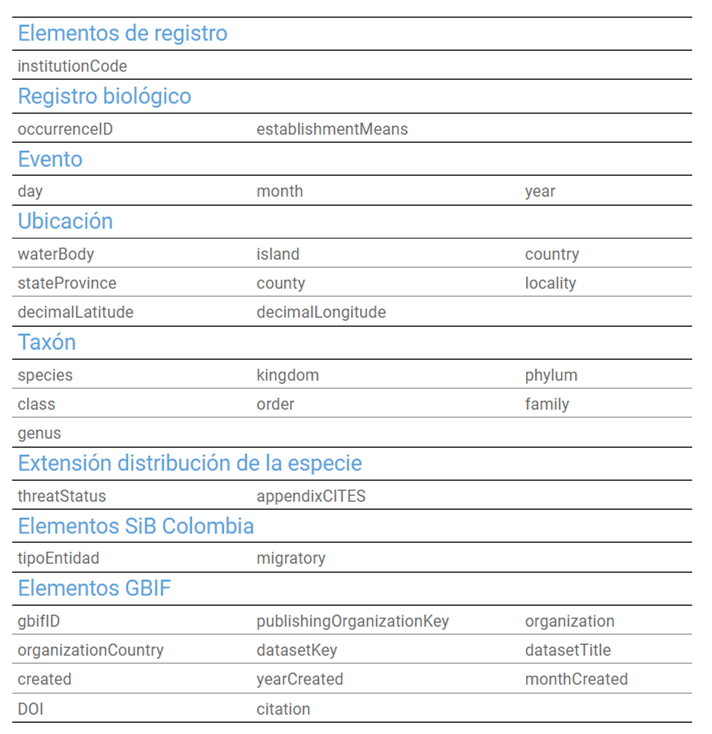 Elementos de registro
institutionCode
Registro biológico
occurrenceID establishmentMeans
Evento
day month year
Ubicación
waterBody island country
stateProvince county locality
decimalLatitude decimalLongitude
Taxón
species kingdom phylum
class order family
genus
Extensión distribución de la especie
threatStatus appendixCITES
Elementos SiB Colombia
tipoEntidad migratory
Elementos GBIF
gbifID publishingOrganizationKey organization
organizationCountry datasetKey datasetTitle
created yearCreated monthCreated
DOI citation